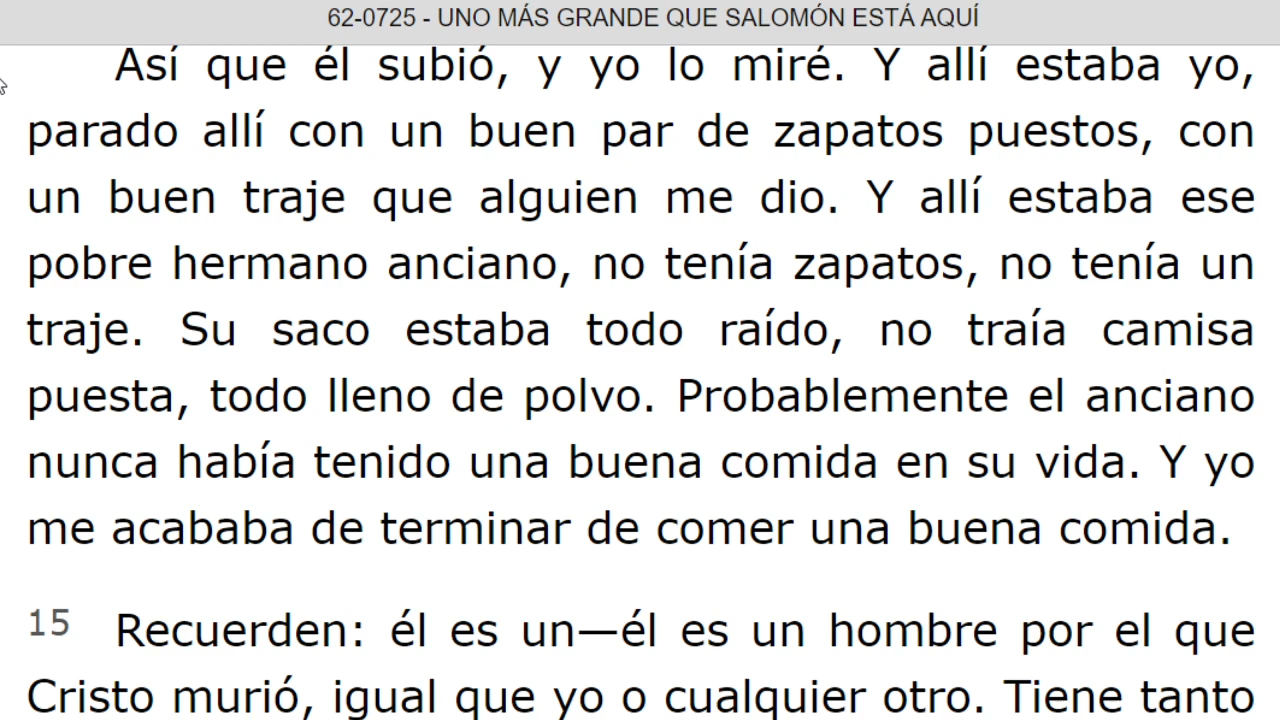 62-0725 - UNO MÁS GRANDE QUE SALOMÓN ESTÁ AQUÍ
Así que él subió, y yo lo miré. Y allí estaba yo,
parado allí con un buen par de zapatos puestos, con
un buen traje que alguien me dio. Y allí estaba ese
pobre hermano anciano, no tenía zapatos, no tenía un
traje. Su saco estaba todo raído, no traía camisa
puesta, todo lleno de polvo. Probablemente el anciano
nunca había tenido una buena comida en su vida. Y yo
me acababa de terminar de comer una buena comida.
15 Recuerden: él es un—él es un hombre por el que
Cristo murió, igual que yo o cualquier otro. Tiene tanto